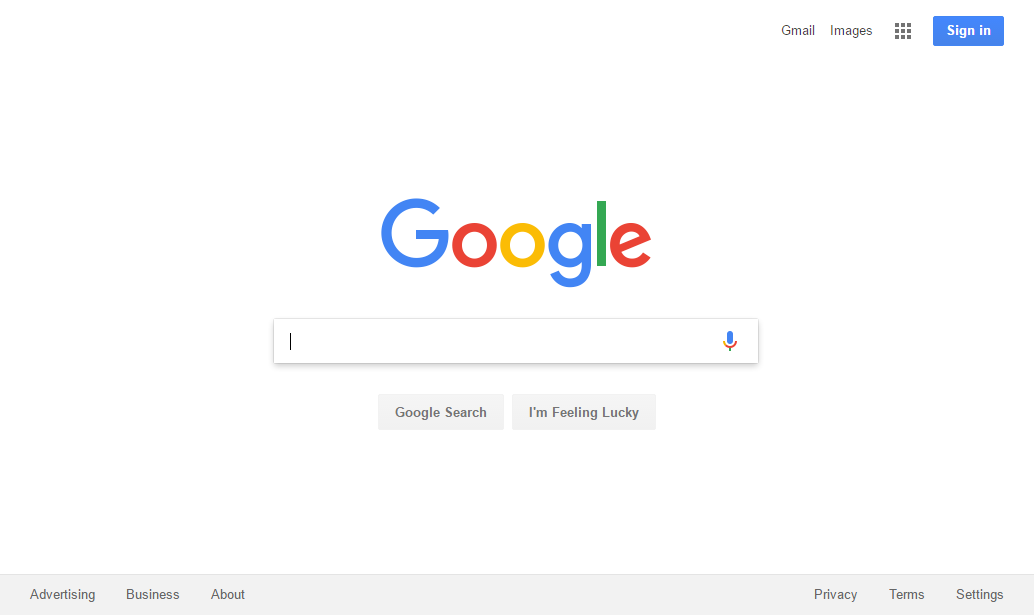 Gmail Images Sign in
Google
Google Search I'm Feeling Lucky
Advertising Business About Privacy Terms Settings